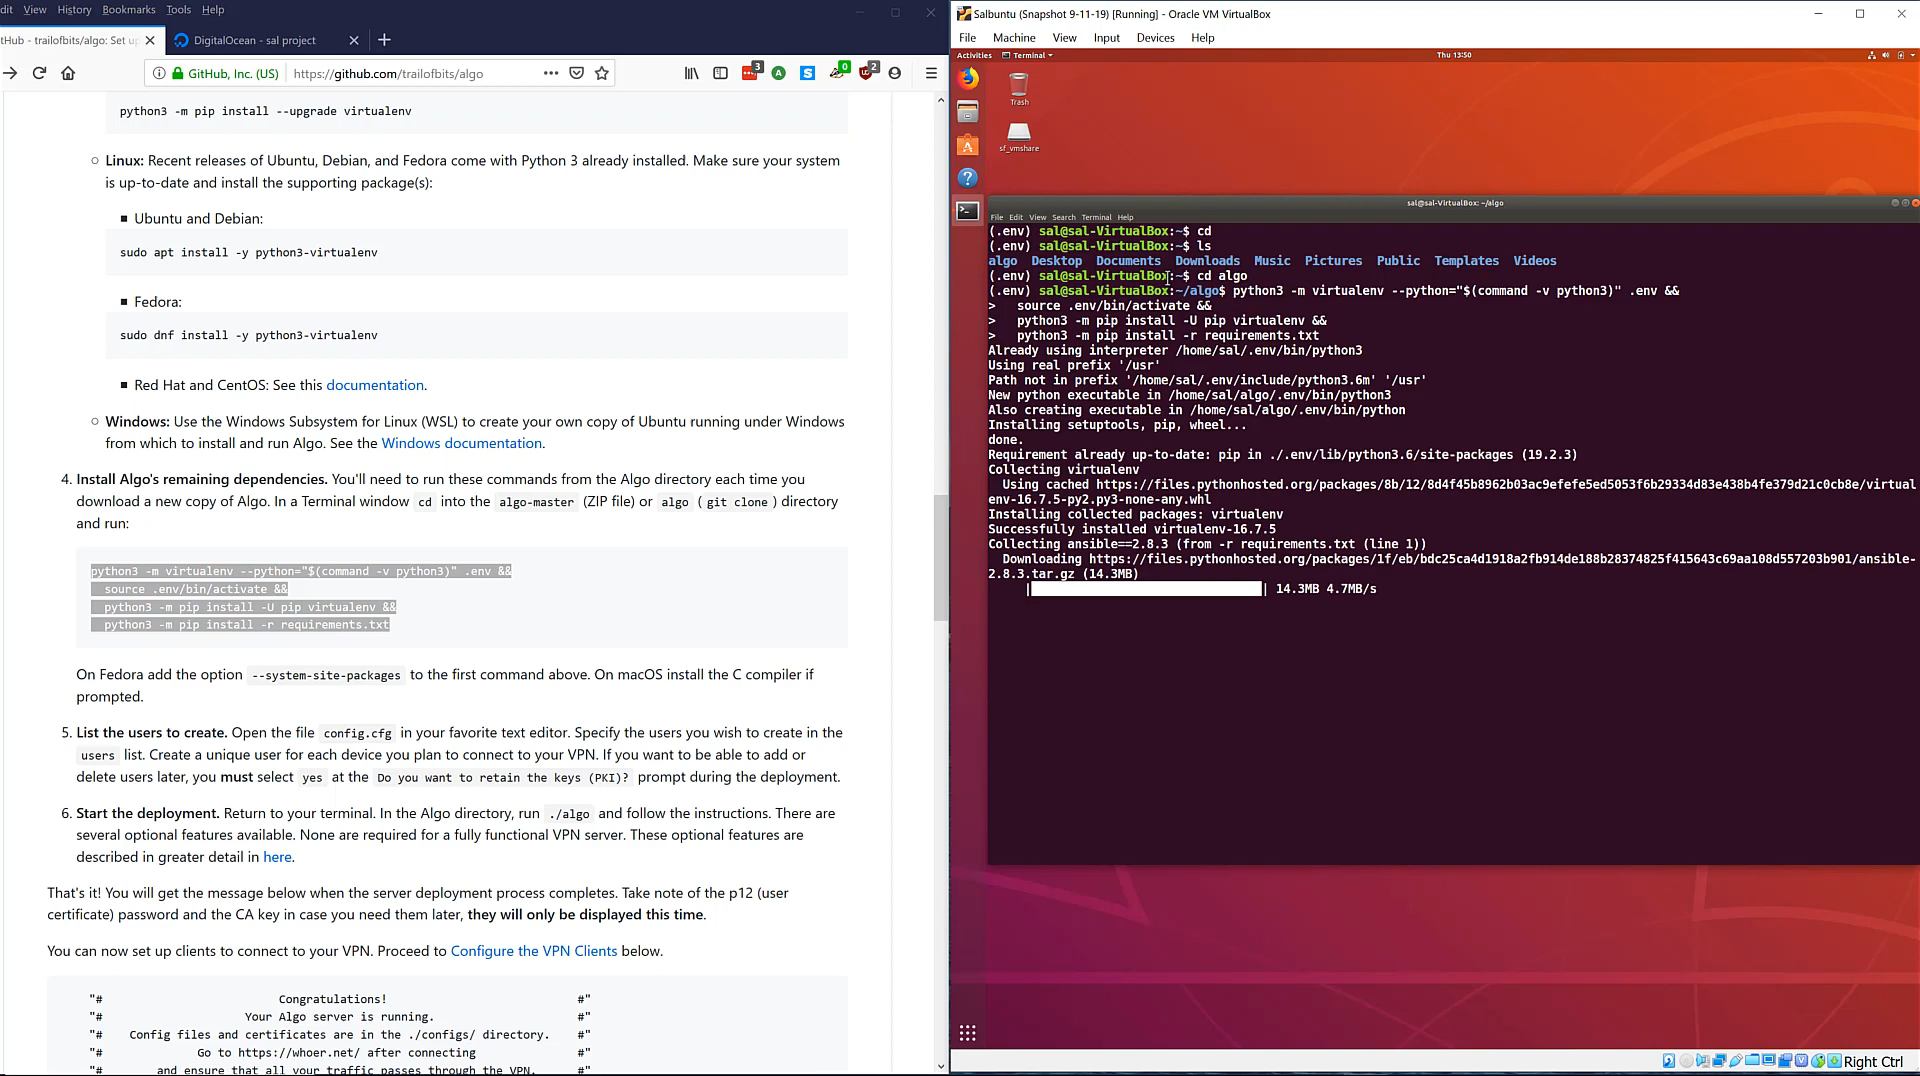 dit View History Bookmarks Tools Help
tHub - trailofbits/algo: Set up
DigitalOcean - sal project
GitHub, Inc. (US) https://github.com/trailofbits/algo
3 A S 0 2
python3 -m pip install --upgrade virtualenv
Linux: Recent releases of Ubuntu, Debian, and Fedora come with Python 3 already installed. Make sure your system
is up-to-date and install the supporting package(s):
Ubuntu and Debian:
sudo apt install -y python3-virtualenv
Fedora:
sudo dnf install -y python3-virtualenv
Red Hat and CentOS: See this documentation.
Windows: Use the Windows Subsystem for Linux (WSL) to create your own copy of Ubuntu running under Windows
from which to install and run Algo. See the Windows documentation.
4. Install Algo's remaining dependencies. You'll need to run these commands from the Algo directory each time you
download a new copy of Algo. In a Terminal window cd into the algo-master (ZIP file) or algo ( git clone ) directory
and run:
python3 -m virtualenv --python="$(command -v python3)" .env &&
source .env/bin/activate &&
python3 -m pip install -U pip virtualenv &&
python3 -m pip install -r requirements.txt
On Fedora add the option --system-site-packages to the first command above. On macOS install the C compiler if
prompted.
5. List the users to create. Open the file config.cfg in your favorite text editor. Specify the users you wish to create in the
users list. Create a unique user for each device you plan to connect to your VPN. If you want to be able to add or
delete users later, you must select yes at the Do you want to retain the keys (PKI)? prompt during the deployment.
6. Start the deployment. Return to your terminal. In the Algo directory, run ./algo and follow the instructions. There are
several optional features available. None are required for a fully functional VPN server. These optional features are
described in greater detail in here.
That's it! You will get the message below when the server deployment process completes. Take note of the p12 (user
certificate) password and the CA key in case you need them later, they will only be displayed this time.
You can now set up clients to connect to your VPN. Proceed to Configure the VPN Clients below.
"# Congratulations! #"
"# Your Algo server is running. #"
"# Config files and certificates are in the ./configs/ directory. #"
"# Go to https://whoer.net/ after connecting #"
"# and ensure that all your traffic passes through the VPN. #"
Salbuntu (Snapshot 9-11-19) [Running] - Oracle VM VirtualBox
File Machine View Input Devices Help
Activities Terminal Thu 13:50
Trash
sf_vmshare
sal@sal-VirtualBox: ~/algo
File Edit View Search Terminal Help
(.env) sal@sal-VirtualBox:~$ cd
(.env) sal@sal-VirtualBox:~$ ls
algo Desktop Documents Downloads Music Pictures Public Templates Videos
(.env) sal@sal-VirtualBox:~$ cd algo
(.env) sal@sal-VirtualBox:~/algo$ python3 -m virtualenv --python="$(command -v python3)" .env &&
> source .env/bin/activate &&
> python3 -m pip install -U pip virtualenv &&
> python3 -m pip install -r requirements.txt
Already using interpreter /home/sal/.env/bin/python3
Using real prefix '/usr'
Path not in prefix '/home/sal/.env/include/python3.6m' '/usr'
New python executable in /home/sal/algo/.env/bin/python3
Also creating executable in /home/sal/algo/.env/bin/python
Installing setuptools, pip, wheel...
done.
Requirement already up-to-date: pip in ./.env/lib/python3.6/site-packages (19.2.3)
Collecting virtualenv
Using cached https://files.pythonhosted.org/packages/8b/12/8d4f45b8962b03ac9efefe5ed5053f6b29334d83e438b4fe379d21c0cb8e/virtual
env-16.7.5-py2.py3-none-any.whl
Installing collected packages: virtualenv
Successfully installed virtualenv-16.7.5
Collecting ansible==2.8.3 (from -r requirements.txt (line 1))
Downloading https://files.pythonhosted.org/packages/1f/eb/bdc25ca4d1918a2fb914de188b28374825f415643c69aa108d557203b901/ansible-
2.8.3.tar.gz (14.3MB)
| | 14.3MB 4.7MB/s
Right Ctrl